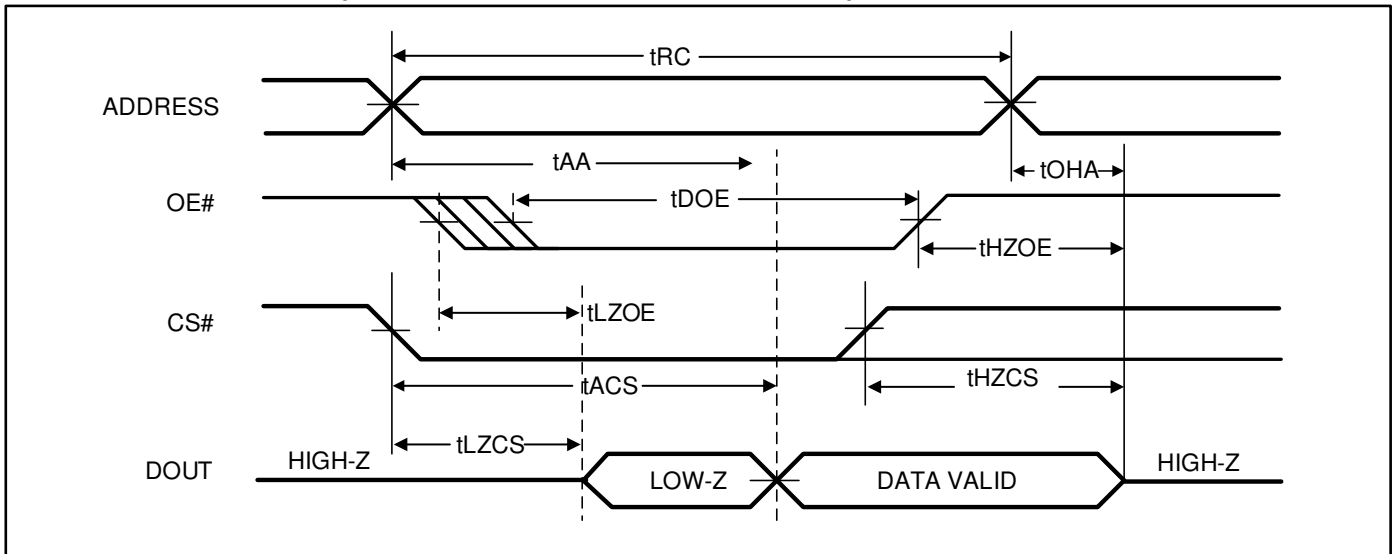 tRC
ADDRESS
tAA
tOHA
OE#
tDOE
tHZOE
CS#
tLZOE
tACS
tHZCS
tLZCS
DOUT
HIGH-Z
LOW-Z
DATA VALID
HIGH-Z